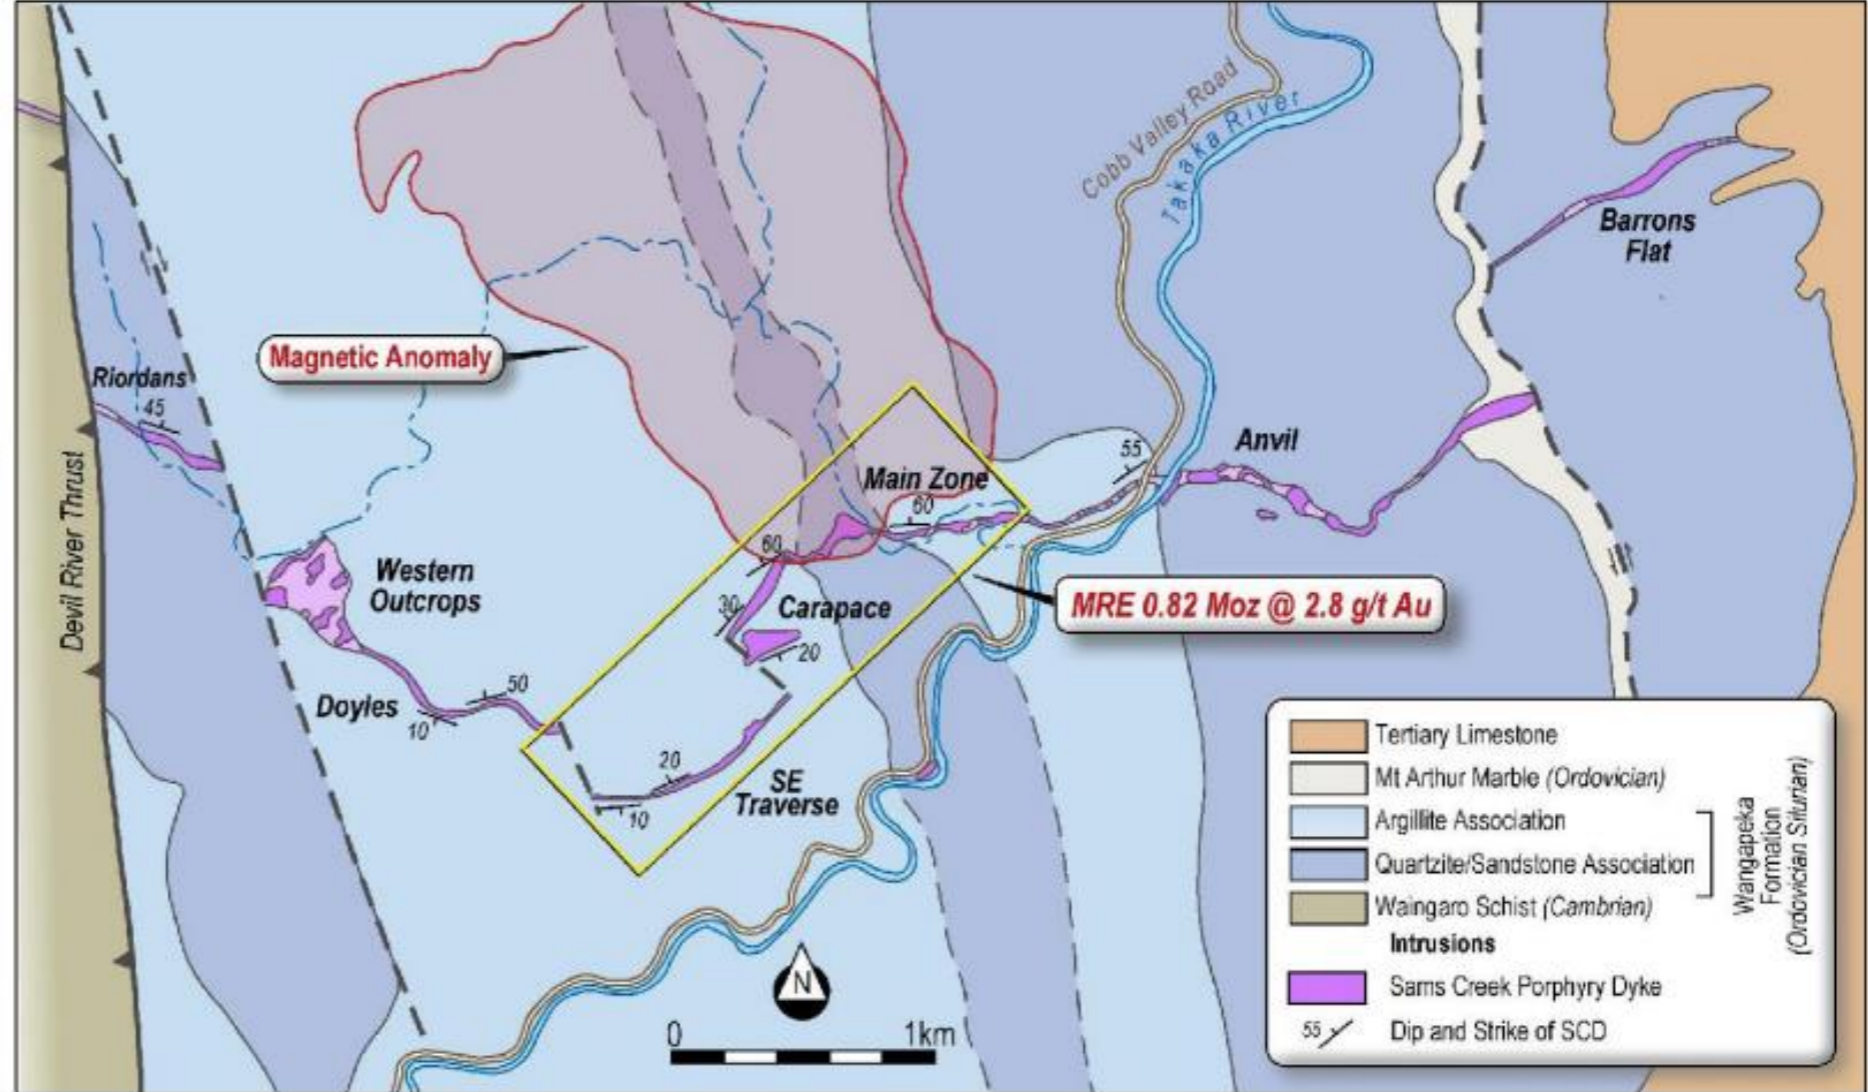 Cobb Valley Road
Takaka River
Barrons
Flat
Magnetic Anomaly
Riordans
45
Devil River Thrust
Main Zone
60
55
Anvil
60
Western
Outcrops
30
Carapace
20
MRE 0.82 Moz @ 2.8 g/t Au
Doyles
50
10
20
SE
Traverse
10
N
0 1km
Tertiary Limestone
Mt Arthur Marble (Ordovician)
Argillite Association
Quartzite/Sandstone Association
Waingaro Schist (Cambrian)
Wangapeka
Formation
(Ordovician Silurian)
Intrusions
Sams Creek Porphyry Dyke
55 Dip and Strike of SCD